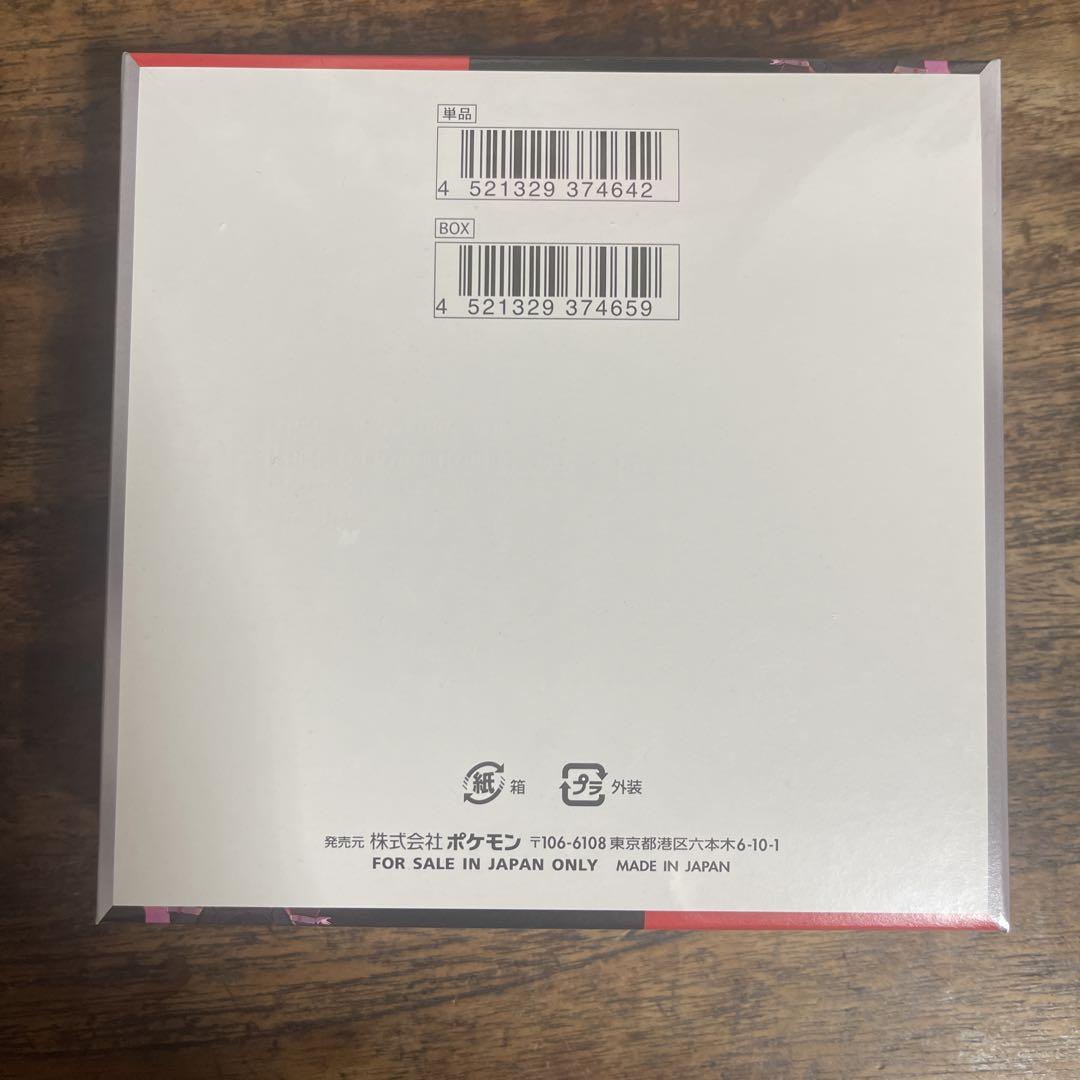 単品
4 521329 374642
BOX
4 521329 374659
紙 箱 プラ 外装
発売元 株式会社 ポケモン 〒106-6108 東京都港区六本木6-10-1
FOR SALE IN JAPAN ONLY MADE IN JAPAN